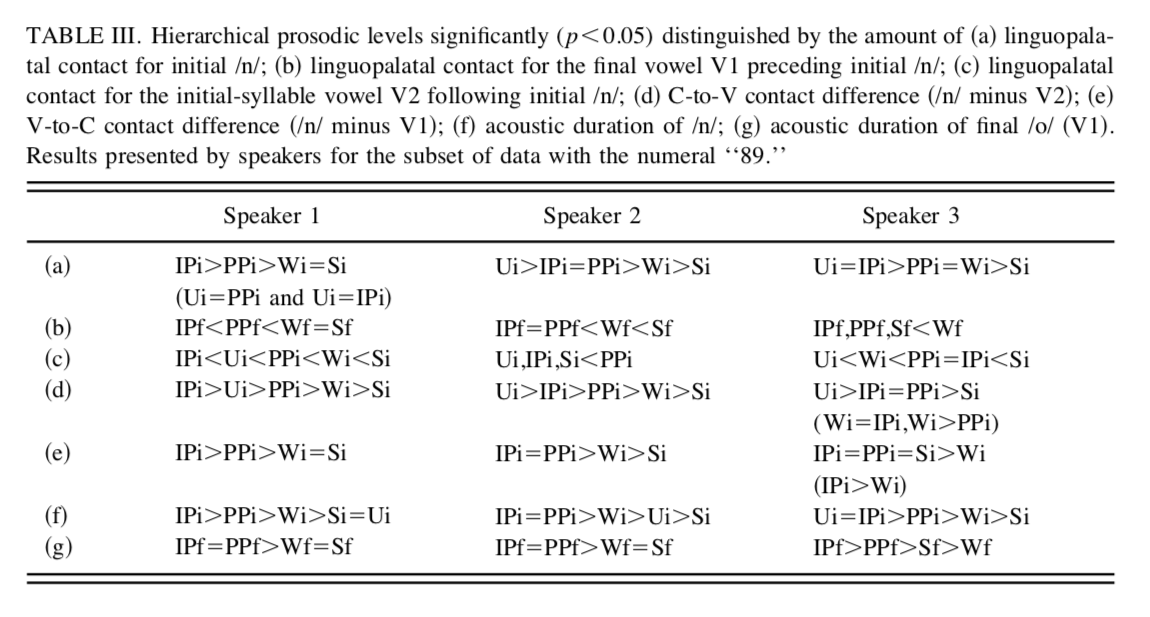 TABLE III. Hierarchical prosodic levels significantly (p<0.05) distinguished by the amount of (a) linguopala-
tal contact for initial /n/; (b) linguopalatal contact for the final vowel V1 preceding initial /n/; (c) linguopalatal
contact for the initial-syllable vowel V2 following initial /n/; (d) C-to-V contact difference (/n/ minus V2); (e)
V-to-C contact difference (/n/ minus V1); (f) acoustic duration of /n/; (g) acoustic duration of final /o/ (V1).
Results presented by speakers for the subset of data with the numeral ‘‘89.’’
Speaker 1 Speaker 2 Speaker 3
(a) IPi>PPi>Wi=Si Ui>IPi=PPi>Wi>Si Ui=IPi>PPi=Wi>Si
(Ui=PPi and Ui=IPi)
(b) IPf<PPf<Wf=Sf IPf=PPf<Wf<Sf IPf,PPf,Sf<Wf
(c) IPi<Ui<PPi<Wi<Si Ui,IPi,Si<PPi Ui<Wi<PPi=IPi<Si
(d) IPi>Ui>PPi>Wi>Si Ui>IPi>PPi>Wi>Si Ui>IPi=PPi>Si
(Wi=IPi,Wi>PPi)
(e) IPi>PPi>Wi=Si IPi=PPi>Wi>Si IPi=PPi=Si>Wi
(IPi>Wi)
(f) IPi>PPi>Wi>Si=Ui IPi=PPi>Wi>Ui>Si Ui=IPi>PPi>Wi>Si
(g) IPf=PPf>Wf=Sf IPf=PPf>Wf=Sf IPf>PPf>Sf>Wf